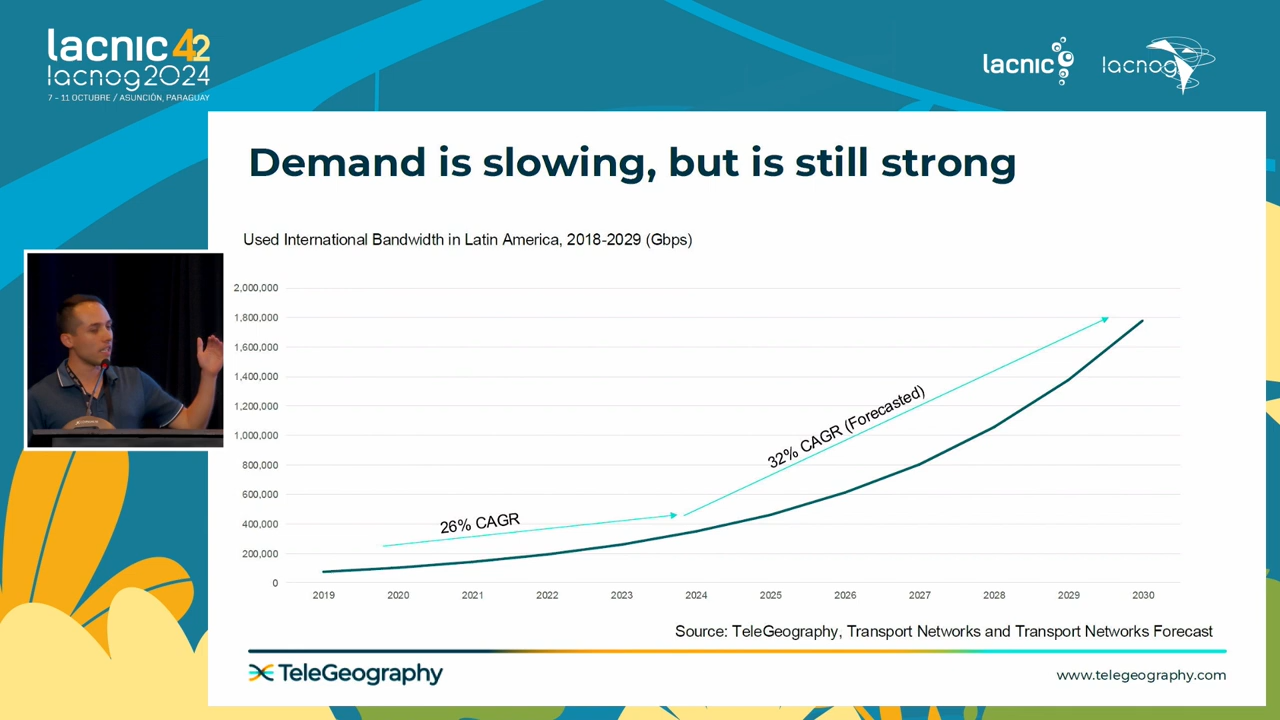 lacnic 42
lacnog2024
7 - 11 OCTUBRE / ASUNCIÓN, PARAGUAY
lacnic
lacnog
Demand is slowing, but is still strong
Used International Bandwidth in Latin America, 2018-2029 (Gbps)
2,000,000
1,800,000
1,600,000
1,400,000
1,200,000
1,000,000
800,000
600,000
400,000
200,000
0
26% CAGR
32% CAGR (Forecasted)
2019 2020 2021 2022 2023 2024 2025 2026 2027 2028 2029 2030
Source: TeleGeography, Transport Networks and Transport Networks Forecast
TeleGeography
www.telegeography.com